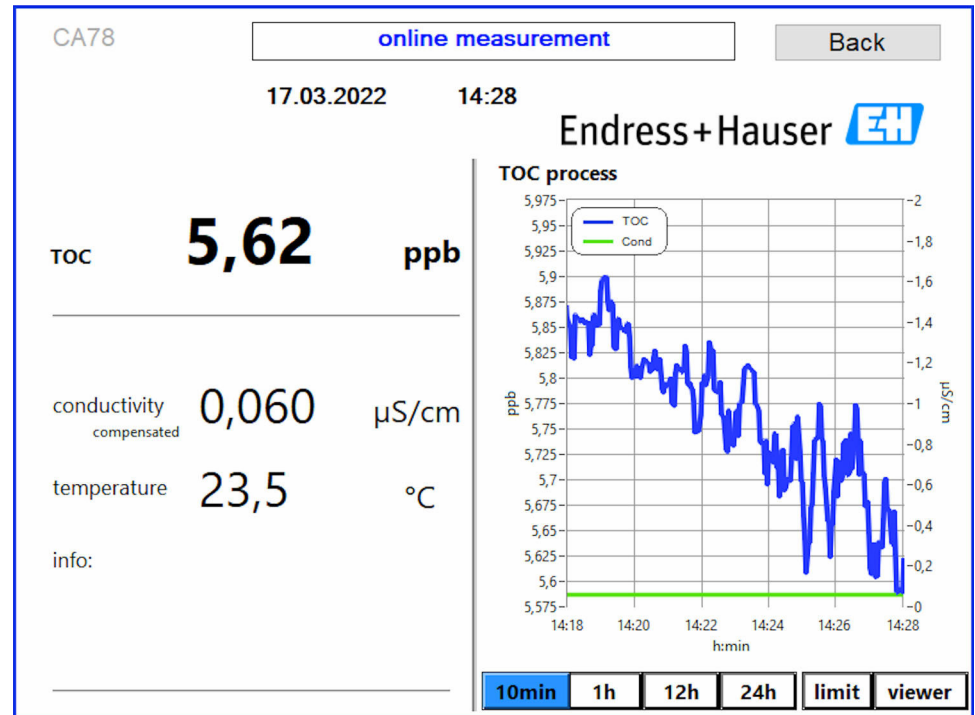 CA78
online measurement
Back
17.03.2022 14:28
Endress+Hauser EH
TOC 5,62 ppb
conductivity compensated 0,060 µS/cm
temperature 23,5 °C
info:
TOC process
5,975
5,95
5,925
5,9
5,875
5,85
5,825
5,8
5,775
5,75
5,725
5,7
5,675
5,65
5,625
5,6
5,575
ppb
TOC
Cond
2
1,8
1,6
1,4
1,2
1
0,8
0,6
0,4
0,2
0
µS/cm
14:18 14:20 14:22 14:24 14:26 14:28
h:min
10min 1h 12h 24h limit viewer